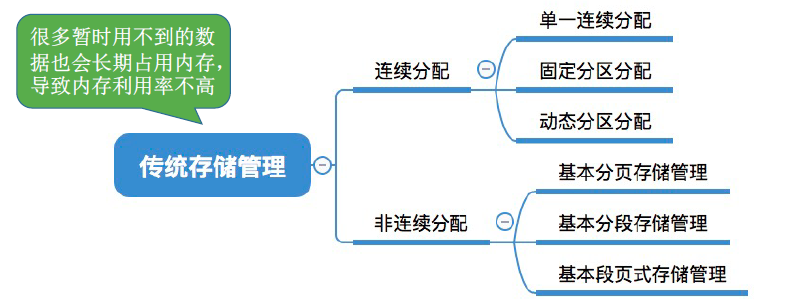 很多暂时用不到的数
据也会长期占用内存，
导致内存利用率不高
传统存储管理
连续分配
单一连续分配
固定分区分配
动态分区分配
非连续分配
基本分页存储管理
基本分段存储管理
基本段页式存储管理